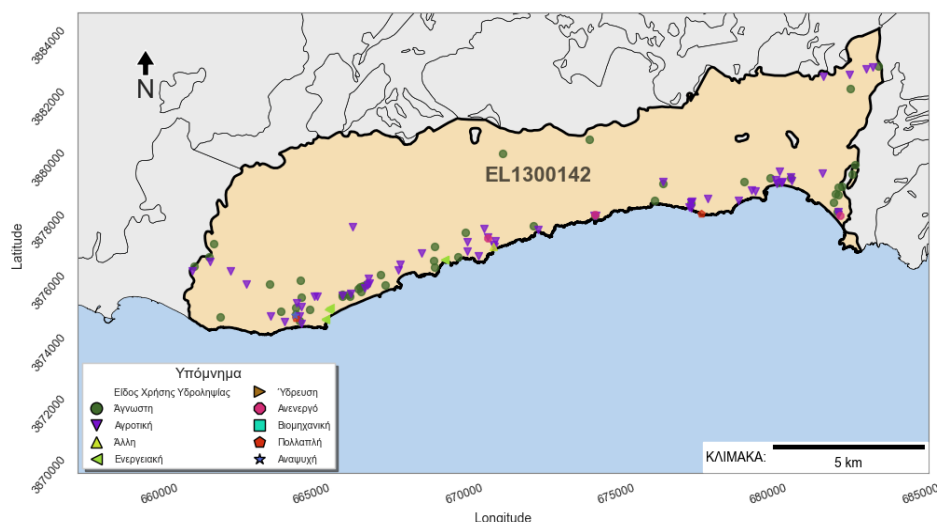 3884000
3882000
3880000
3878000
3876000
3874000
3872000
3870000
Latitude
N
EL1300142
Υπόμνημα
Είδος Χρήσης Υδροληψίας
Άγνωστη
Αγροτική
Άλλη
Ενεργειακή
Ύδρευση
Ανενεργό
Βιομηχανική
Πολλαπλή
Αναψυχή
ΚΛΙΜΑΚΑ:
5 km
660000
665000
670000
675000
680000
685000
Longitude